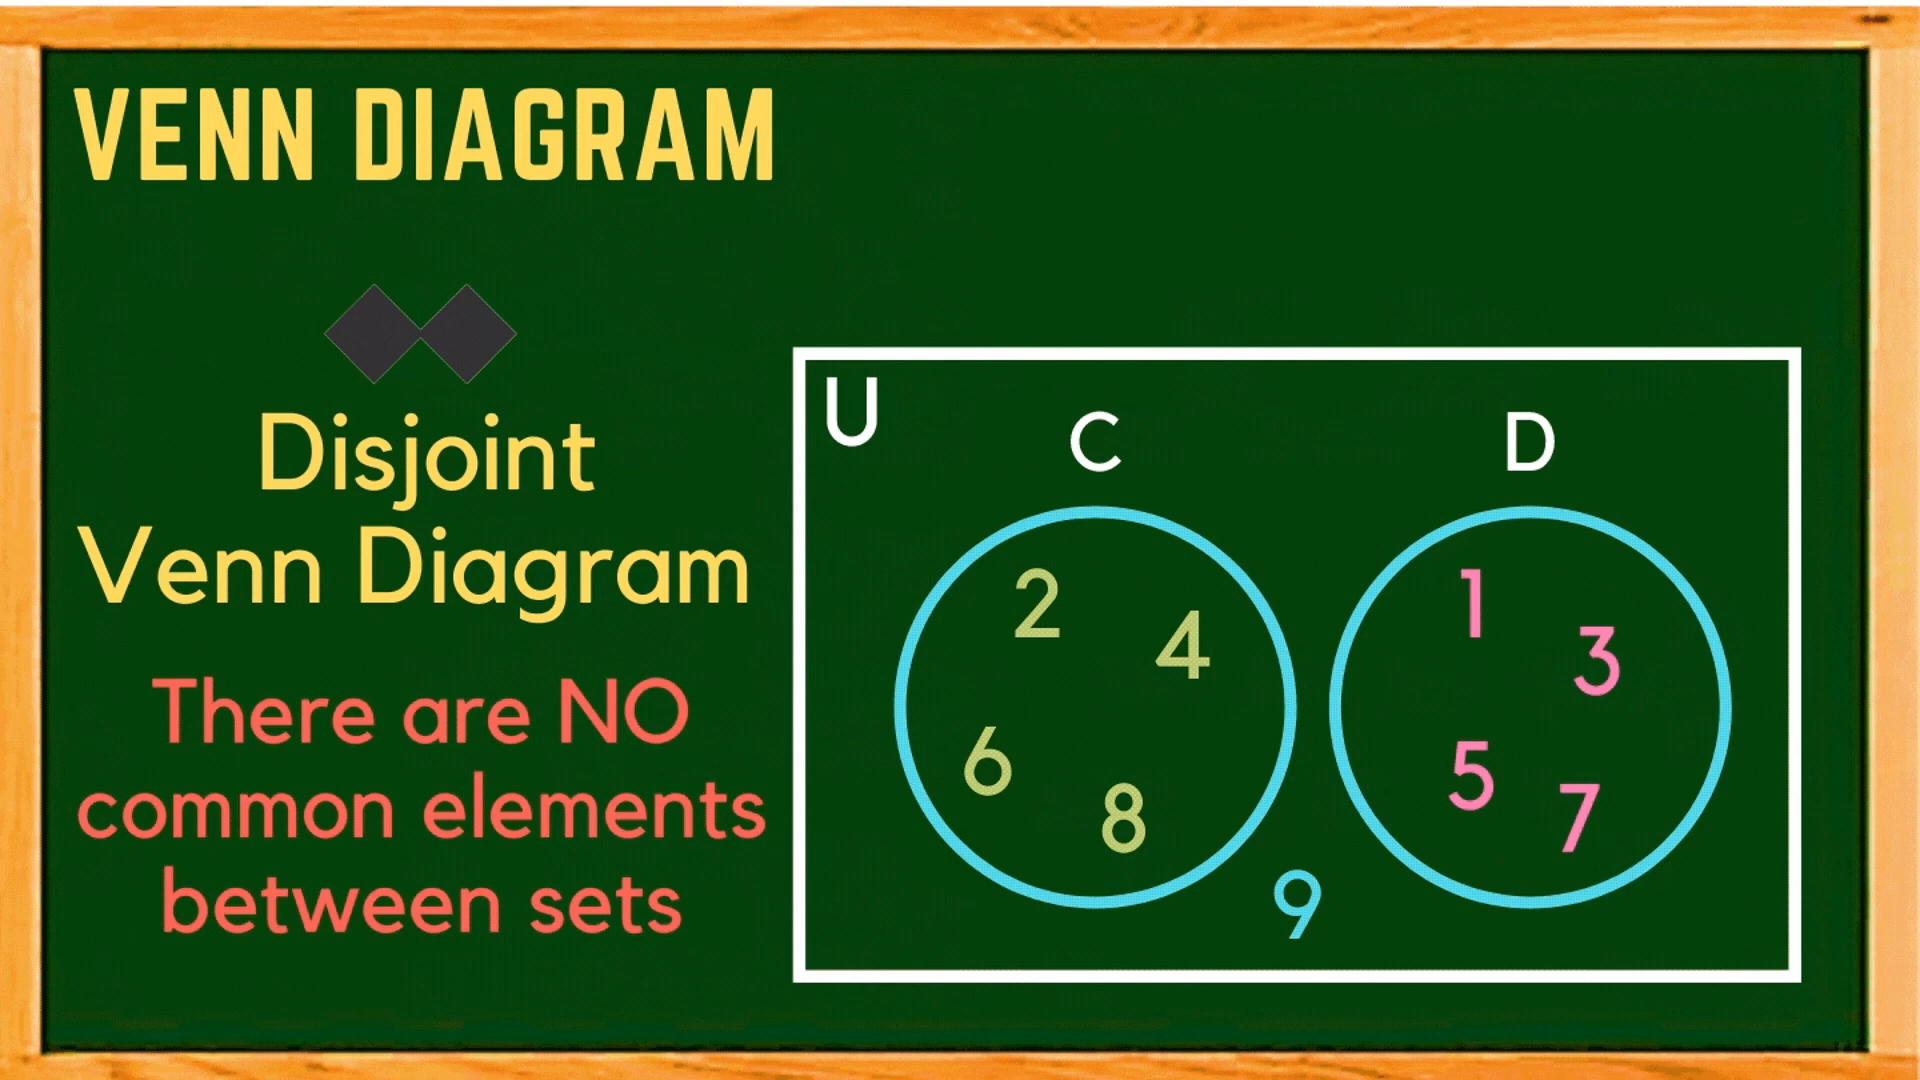 VENN DIAGRAM
Disjoint
Venn Diagram
There are NO
common elements
between sets
U
C
D
2
4
6
8
1
3
5
7
9